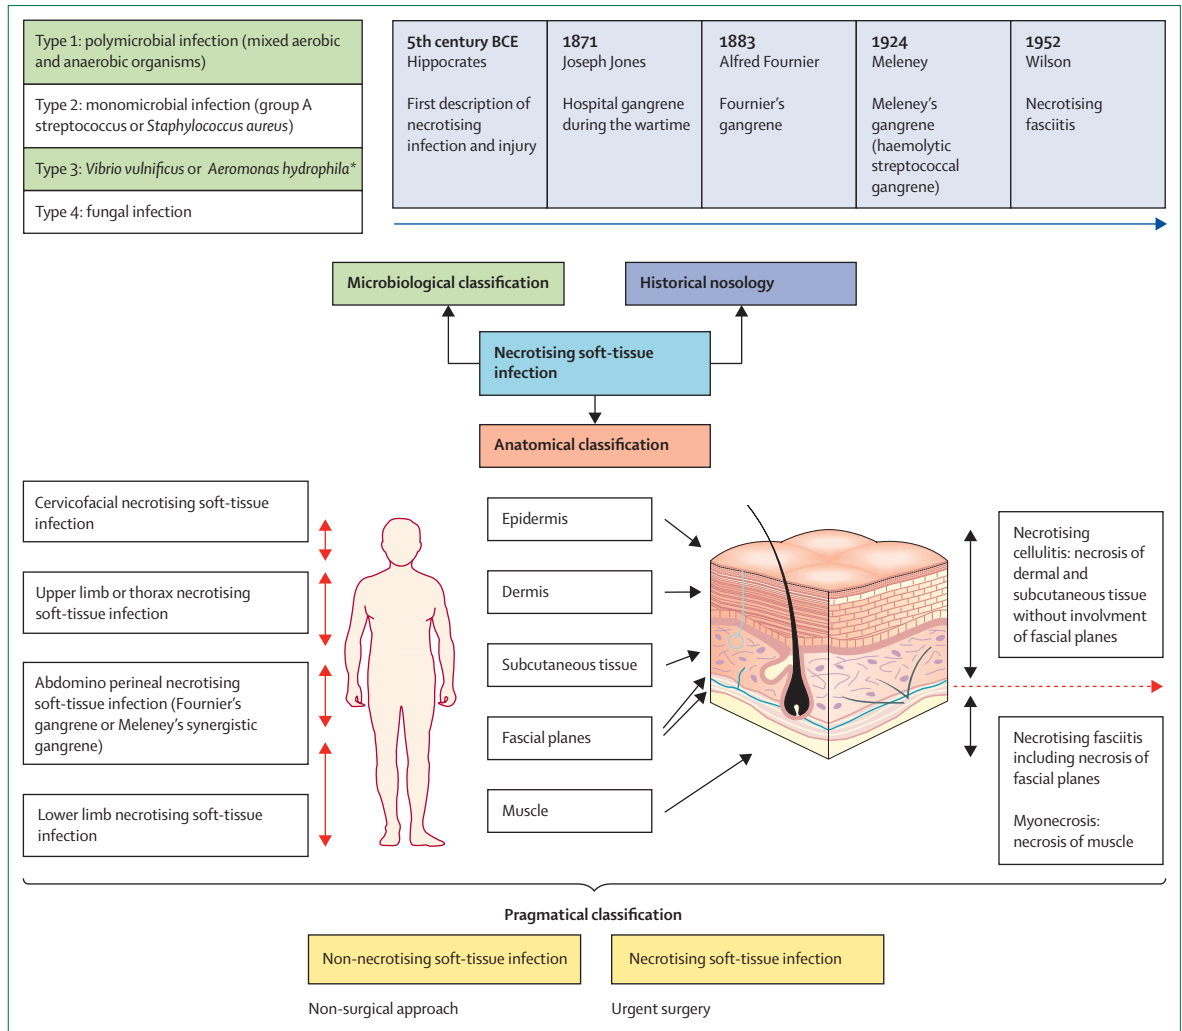 Type 1: polymicrobial infection (mixed aerobic
and anaerobic organisms)
Type 2: monomicrobial infection (group A
streptococcus or Staphylococcus aureus)
Type 3: Vibrio vulnificus or Aeromonas hydrophila*
Type 4: fungal infection
5th century BCE
Hippocrates
First description of
necrotising
infection and injury
1871
Joseph Jones
Hospital gangrene
during the wartime
1883
Alfred Fournier
Fournier's
gangrene
1924
Meleney
Meleney's
gangrene
(haemolytic
streptococcal
gangrene)
1952
Wilson
Necrotising
fasciitis
Microbiological classification
Historical nosology
Necrotising soft-tissue
infection
Anatomical classification
Cervicofacial necrotising soft-tissue
infection
Upper limb or thorax necrotising
soft-tissue infection
Abdomino perineal necrotising
soft-tissue infection (Fournier's
gangrene or Meleney's synergistic
gangrene)
Lower limb necrotising soft-tissue
infection
Epidermis
Dermis
Subcutaneous tissue
Fascial planes
Muscle
Necrotising
cellulitis: necrosis of
dermal and
subcutaneous tissue
without involvment
of fascial planes
Necrotising fasciitis
including necrosis of
fascial planes
Myonecrosis:
necrosis of muscle
Pragmatical classification
Non-necrotising soft-tissue infection
Non-surgical approach
Necrotising soft-tissue infection
Urgent surgery